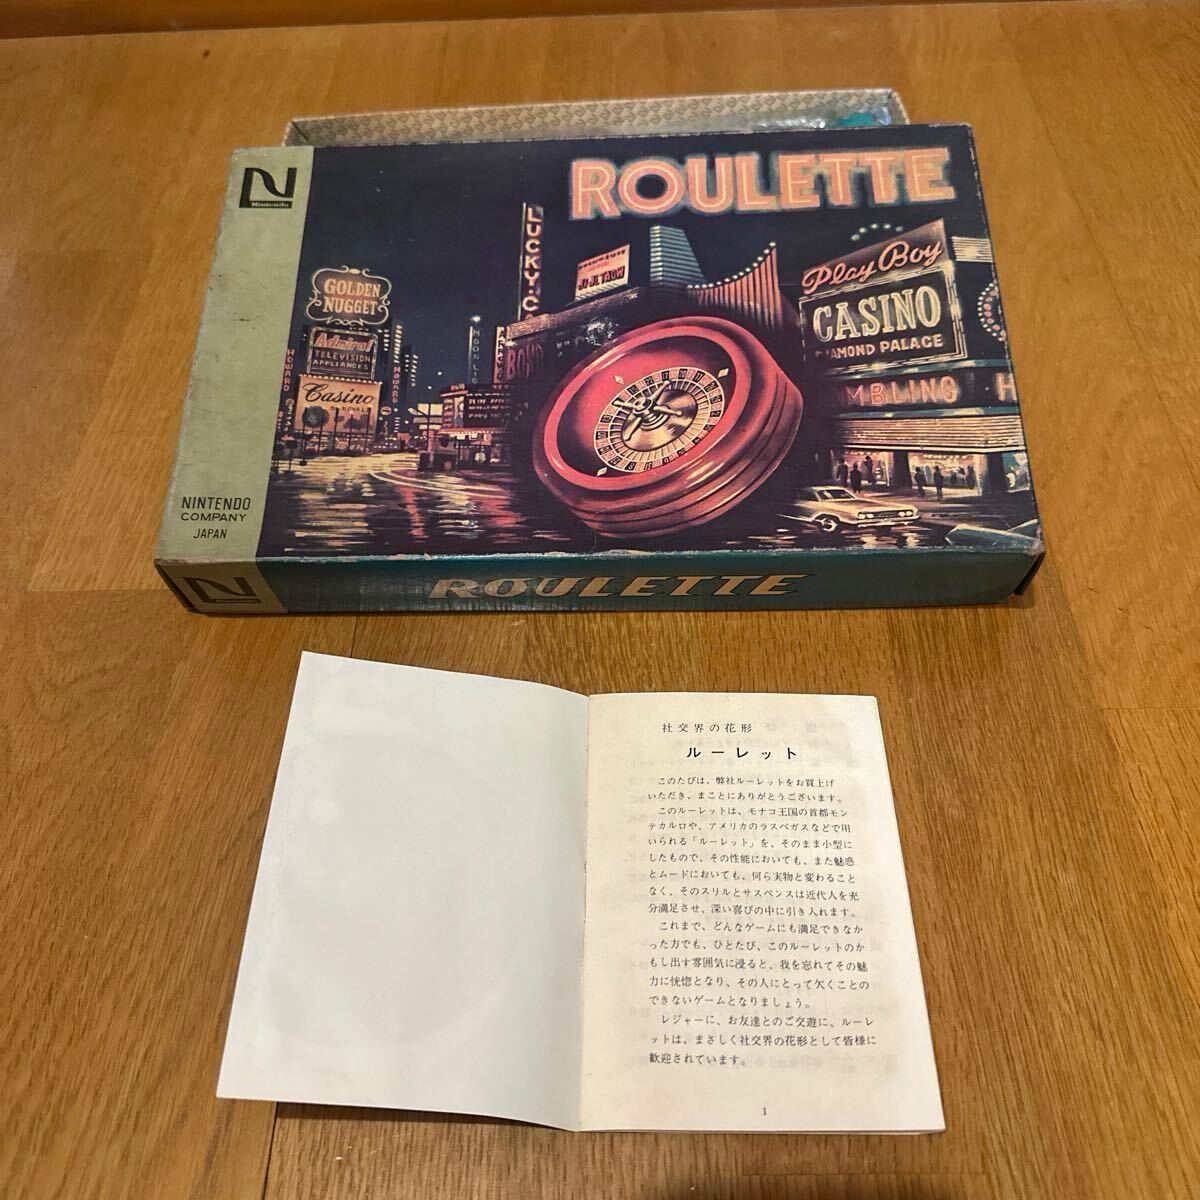 Nintendo
ROULETTE
LUCKY
GOLDEN
NUGGET
Admiral
TELEVISION
APPLIANCES
Casino
ROYAL
HOWARD
HOWARD
Play Boy
CASINO
DIAMOND PALACE
MBLING H
NINTENDO
COMPANY
JAPAN
Nintendo
ROULETTE
社交界の花形
ルーレット
このたびは、弊社ルーレットをお買上げ
いただき、まことにありがとうございます。
このルーレットは、モナコ王国の首都モン
テカルロや、アメリカのラスベガスなどで用
いられる「ルーレット」を、そのまま小型に
したもので、その性能においても、また魅惑
とムードにおいても、何ら実物と変わること
なく、そのスリルとサスペンスは近代人を充
分満足させ、深い喜びの中に引き入れます。
これまで、どんなゲームにも満足できなか
った方でも、ひとたび、このルーレットのか
もし出す雰囲気に浸ると、我を忘れてその魅
力に恍惚となり、その人にとって欠くことの
できないゲームとなりましょう。
レジャーに、お友達とのご交遊に、ルーレ
ットは、まさしく社交界の花形として皆様に
歓迎されています。
1